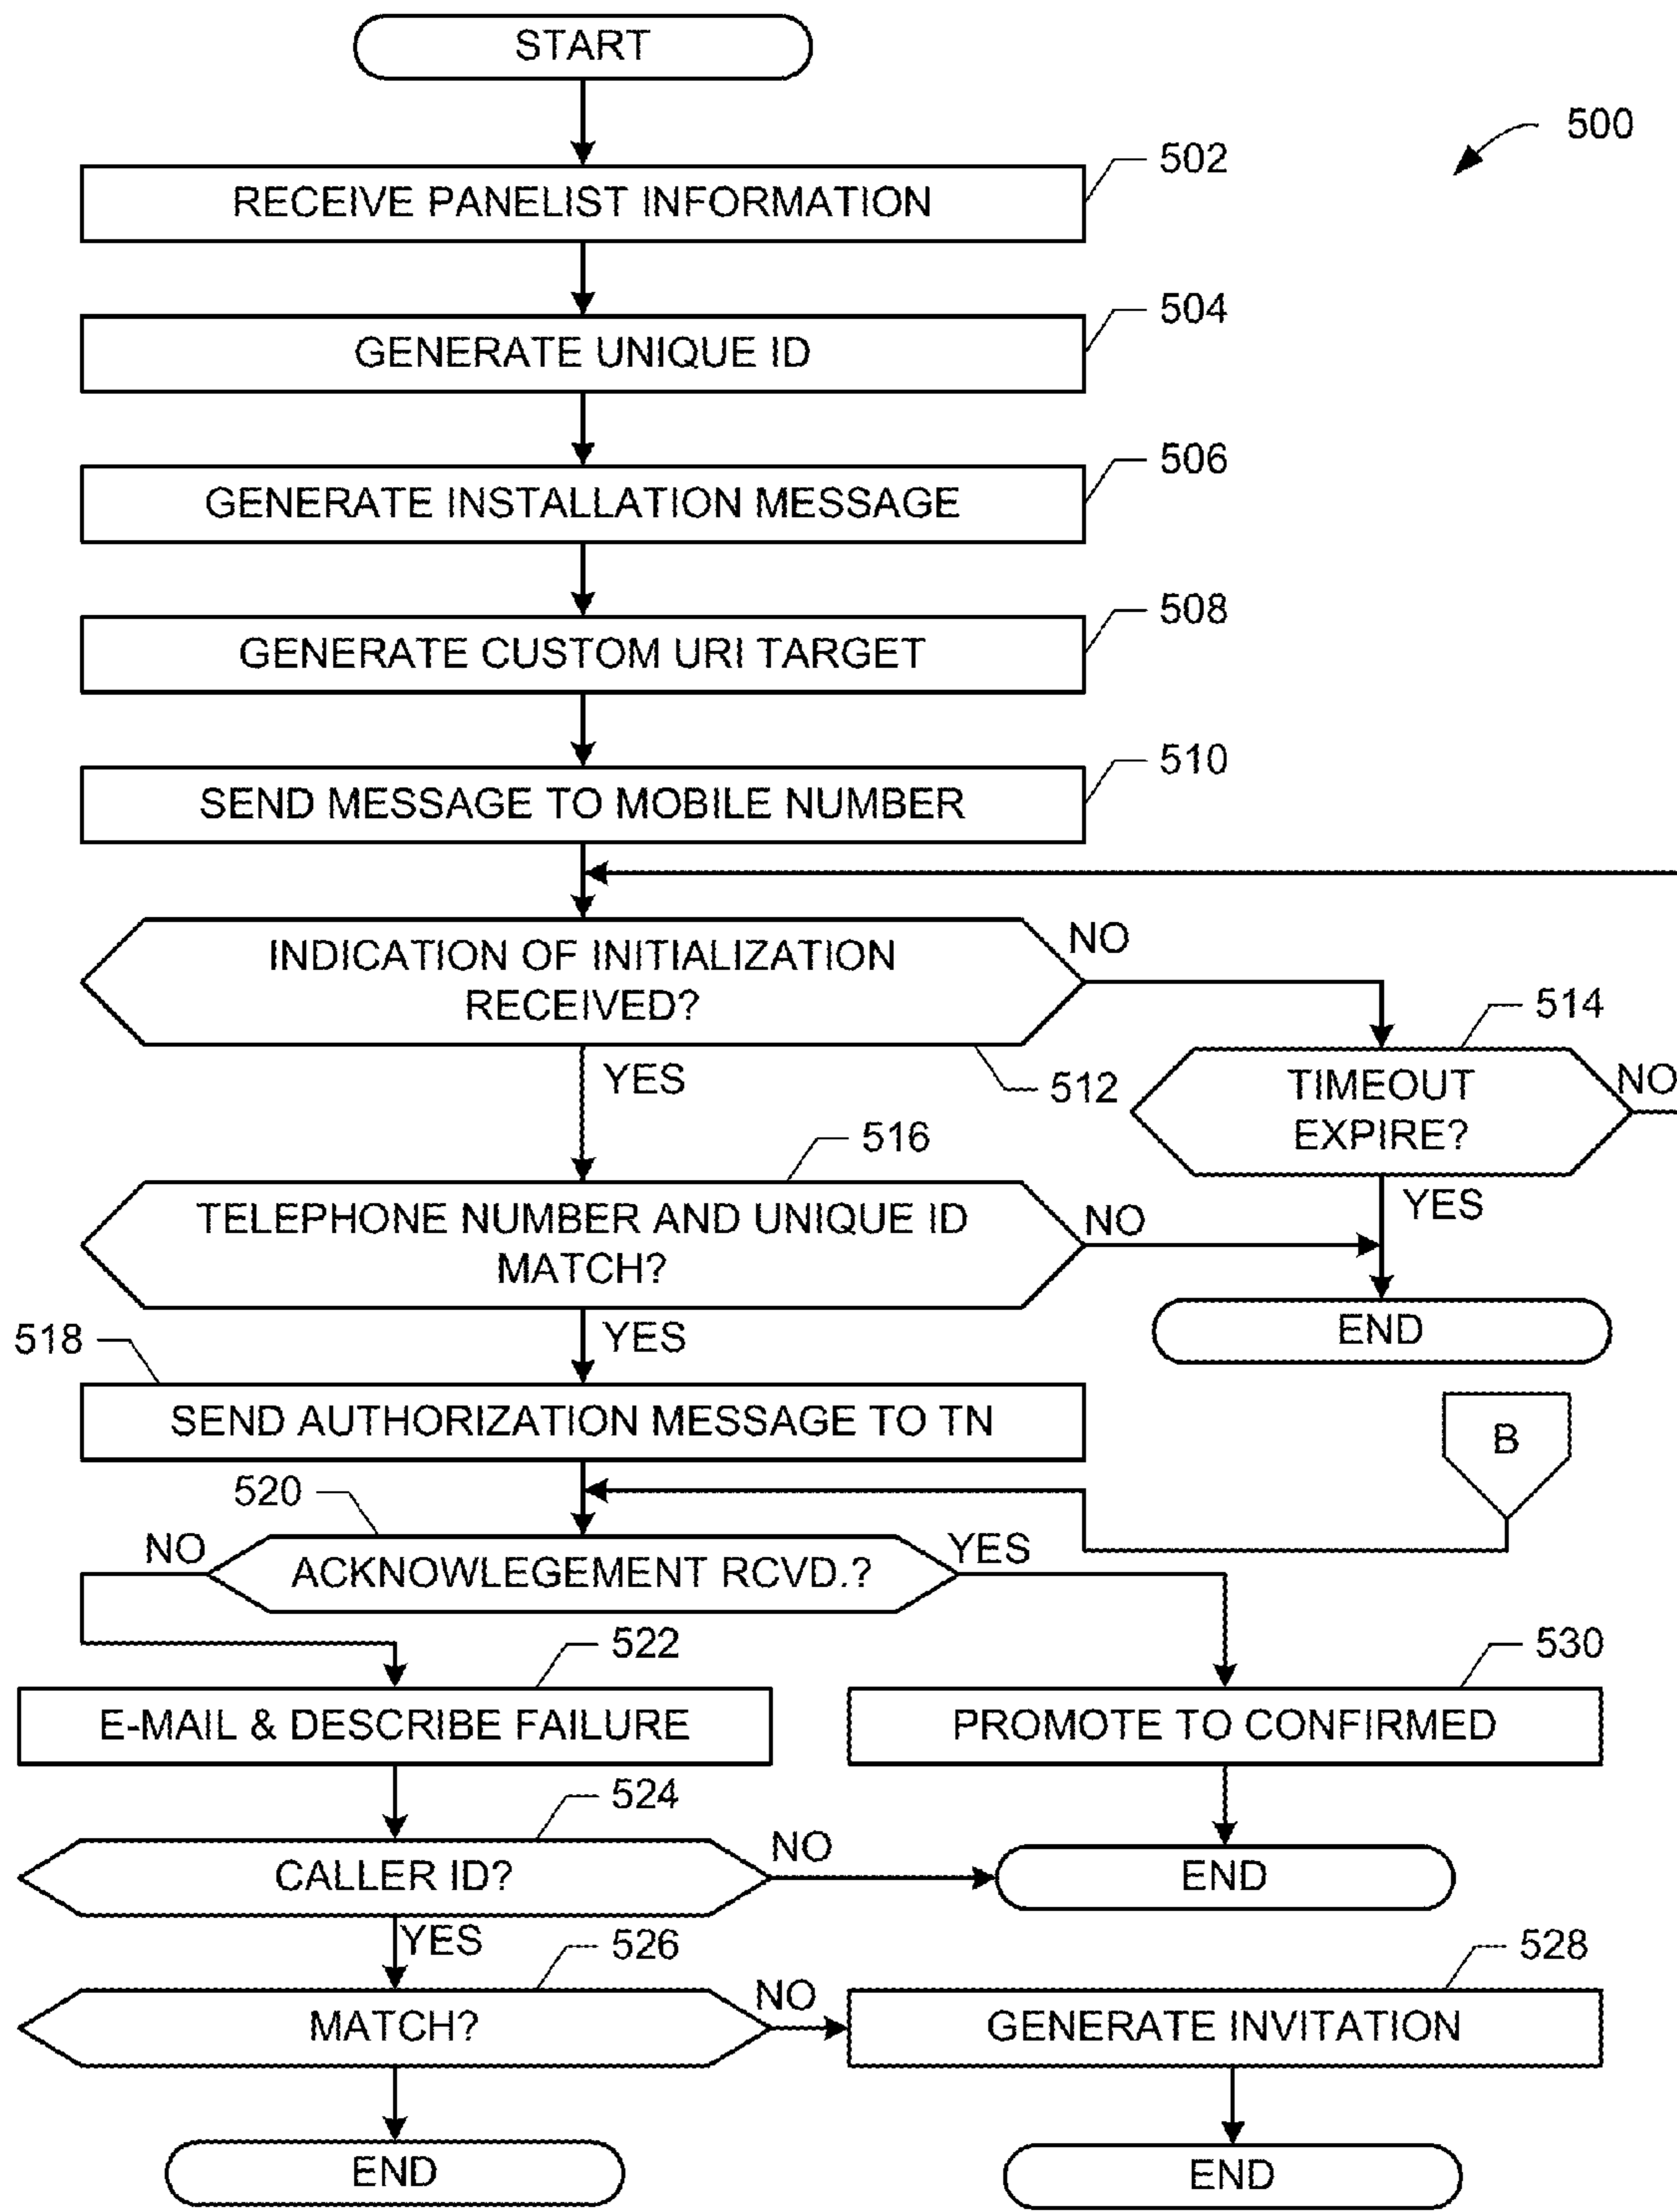 START
500
502
RECEIVE PANELIST INFORMATION
504
GENERATE UNIQUE ID
506
GENERATE INSTALLATION MESSAGE
508
GENERATE CUSTOM URI TARGET
510
SEND MESSAGE TO MOBILE NUMBER
INDICATION OF INITIALIZATION
RECEIVED?
NO
512
YES
514
TIMEOUT
EXPIRE?
NO
YES
516
TELEPHONE NUMBER AND UNIQUE ID
MATCH?
NO
YES
END
518
SEND AUTHORIZATION MESSAGE TO TN
B
520
NO
ACKNOWLEGEMENT RCVD.?
YES
522
E-MAIL & DESCRIBE FAILURE
530
PROMOTE TO CONFIRMED
524
CALLER ID?
NO
END
YES
526
MATCH?
NO
528
GENERATE INVITATION
END
END